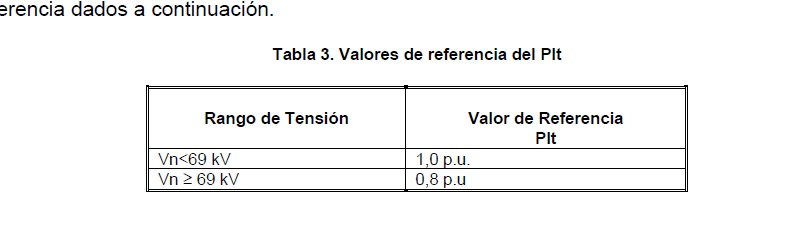 erencia dados a continuación.
Tabla 3. Valores de referencia del Plt
Rango de Tensión
Valor de Referencia
Plt
Vn<69 kV
1,0 p.u.
Vn ≥ 69 kV
0,8 p.u